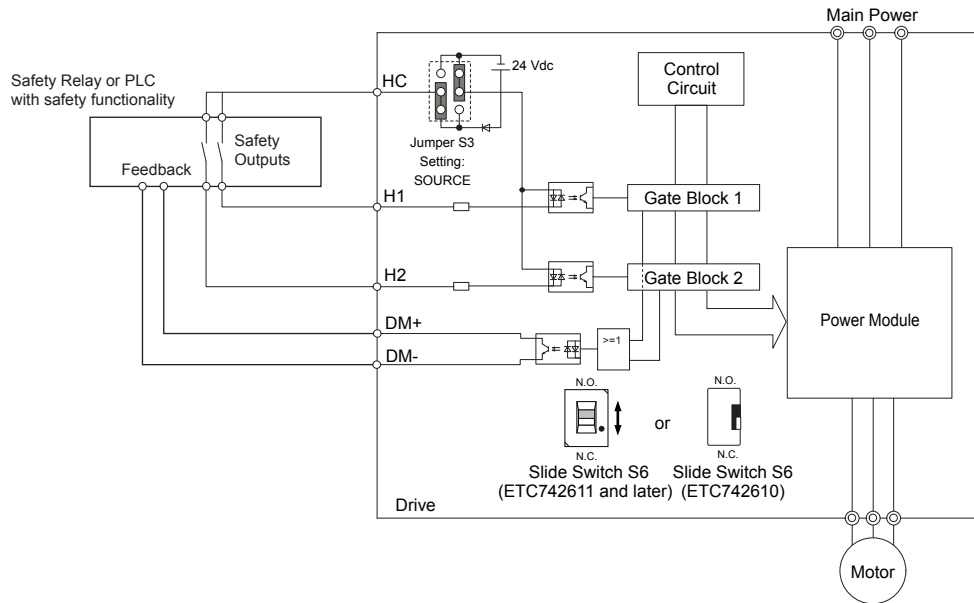 Main Power
Safety Relay or PLC
with safety functionality
HC
24 Vdc
Control
Circuit
Safety
Outputs
Feedback
Jumper S3
Setting:
SOURCE
H1
Gate Block 1
H2
Gate Block 2
DM+
DM-
>=1
Power Module
N.O.
N.O.
or
N.C.
N.C.
Slide Switch S6
(ETC742611 and later)
Slide Switch S6
(ETC742610)
Drive
Motor